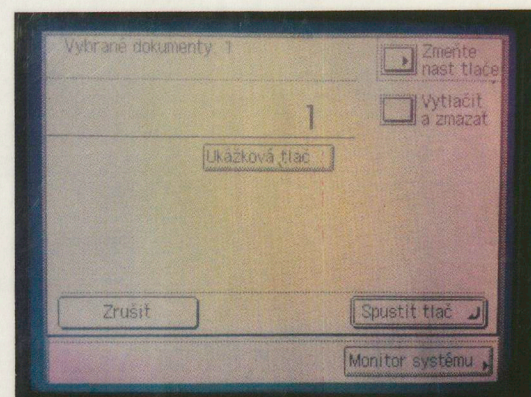 Vybrané dokumenty: 1
Zmeňte
nast tlače
1
Vytlačiť
a zmazať
Ukážková tlač
Zrušiť
Spustiť tlač
Monitor systému